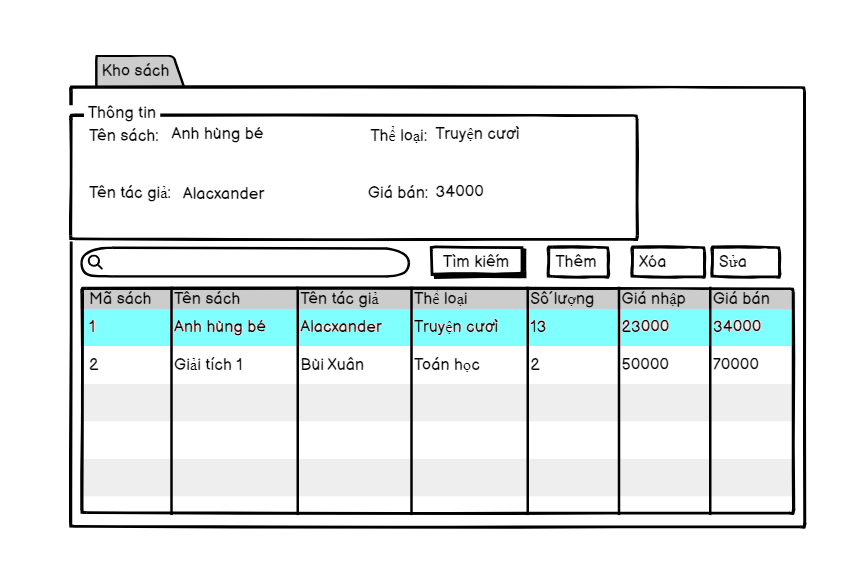 Kho sách
Thông tin
Tên sách: Anh hùng bé Thể loại: Truyện cươì
Tên tác giả: Alacxander Giá bán: 34000
Tìm kiếm Thêm Xóa Sửa
Mã sách Tên sách Tên tác giả Thể loại Số lượng Giá nhập Giá bán
1 Anh hùng bé Alacxander Truyện cươì 13 23000 34000
2 Giải tích 1 Bùi Xuân Toán học 2 50000 70000